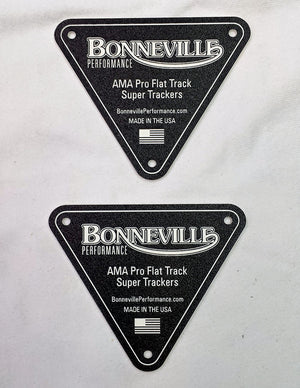 BONNEVILLE
PERFORMANCE
AMA Pro Flat Track
Super Trackers
BonnevillePerformance.com
MADE IN THE USA
BONNEVILLE
PERFORMANCE
AMA Pro Flat Track
Super Trackers
BonnevillePerformance.com
MADE IN THE USA